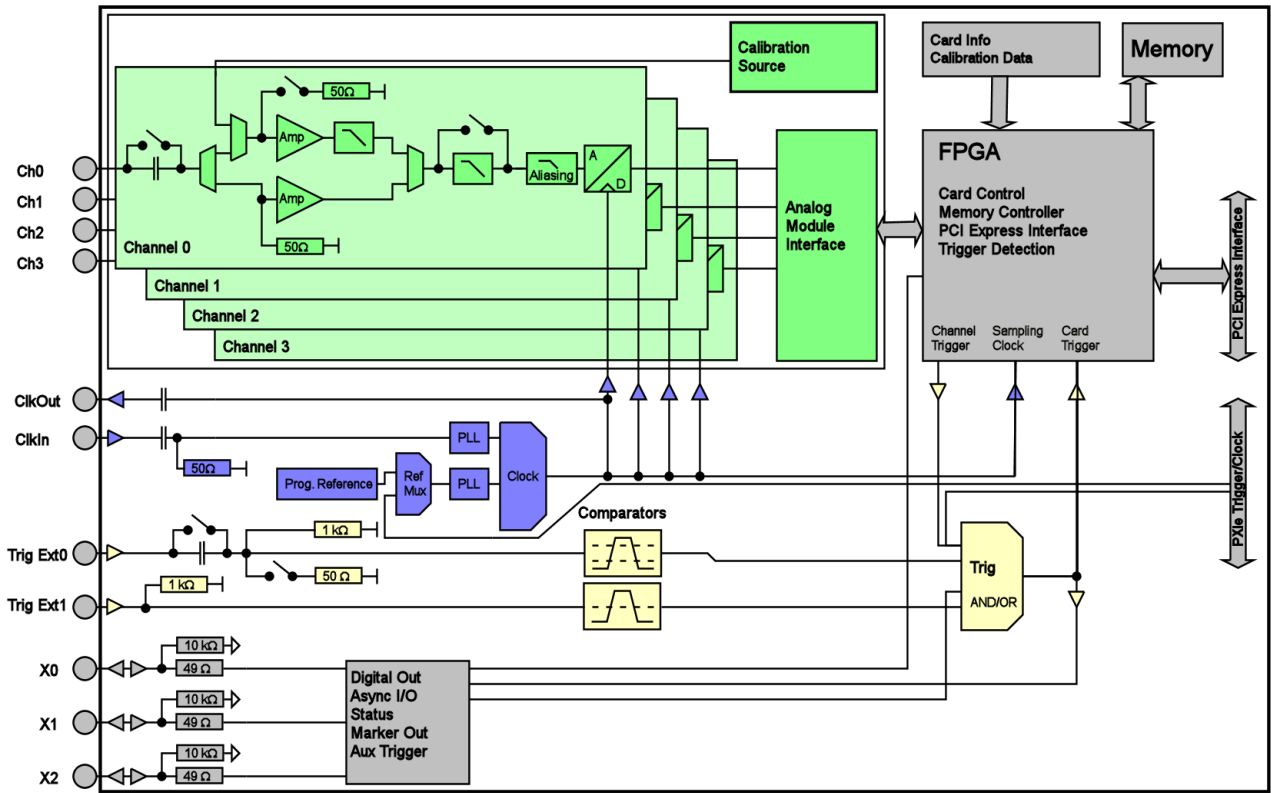 Calibration
Source
Card Info
Calibration Data
Memory
50Ω
Amp
Aliasing
A
D
Amp
50Ω
Ch0
Ch1
Ch2
Ch3
Channel 0
Channel 1
Channel 2
Channel 3
Analog
Module
Interface
FPGA
Card Control
Memory Controller
PCI Express Interface
Trigger Detection
Channel
Trigger
Sampling
Clock
Card
Trigger
PCI Express Interface
ClkOut
ClkIn
50Ω
PLL
Prog. Reference
Ref
Mux
PLL
Clock
PXIe Trigger/Clock
Comparators
Trig Ext0
1 kΩ
50 Ω
Trig Ext1
1 kΩ
Trig
AND/OR
X0
10 kΩ
49 Ω
X1
10 kΩ
49 Ω
X2
10 kΩ
49 Ω
Digital Out
Async I/O
Status
Marker Out
Aux Trigger